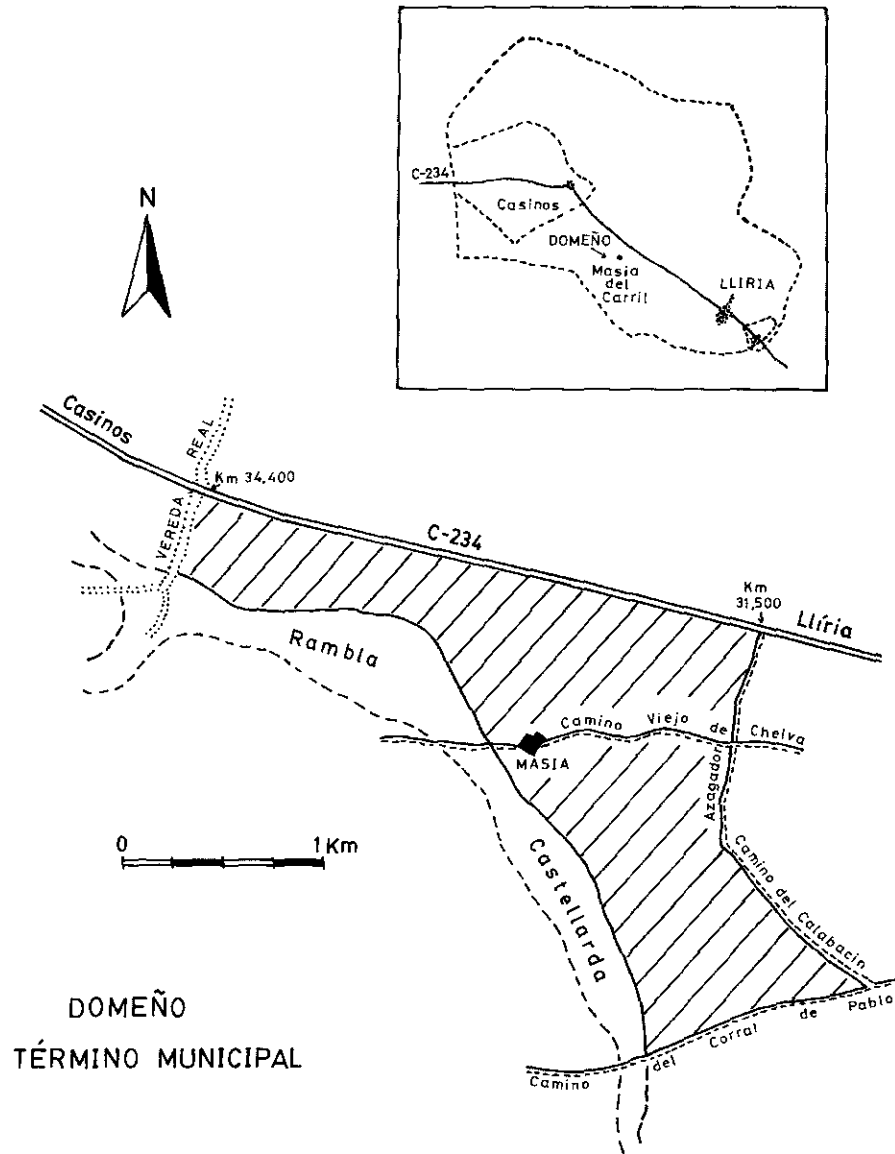 C-234
Casinos
DOMEÑO
Masia
del
Carril
LLIRIA
N
Casinos
VEREDA REAL
Km 34,400
C-234
Km
31,500
Llíria
Rambla
Camino Viejo de Chelva
MASIA
Azagador
0 1 Km
Castellarda
Camino del Calabacin
Camino del Corral de Pablo
DOMEÑO
TÉRMINO MUNICIPAL